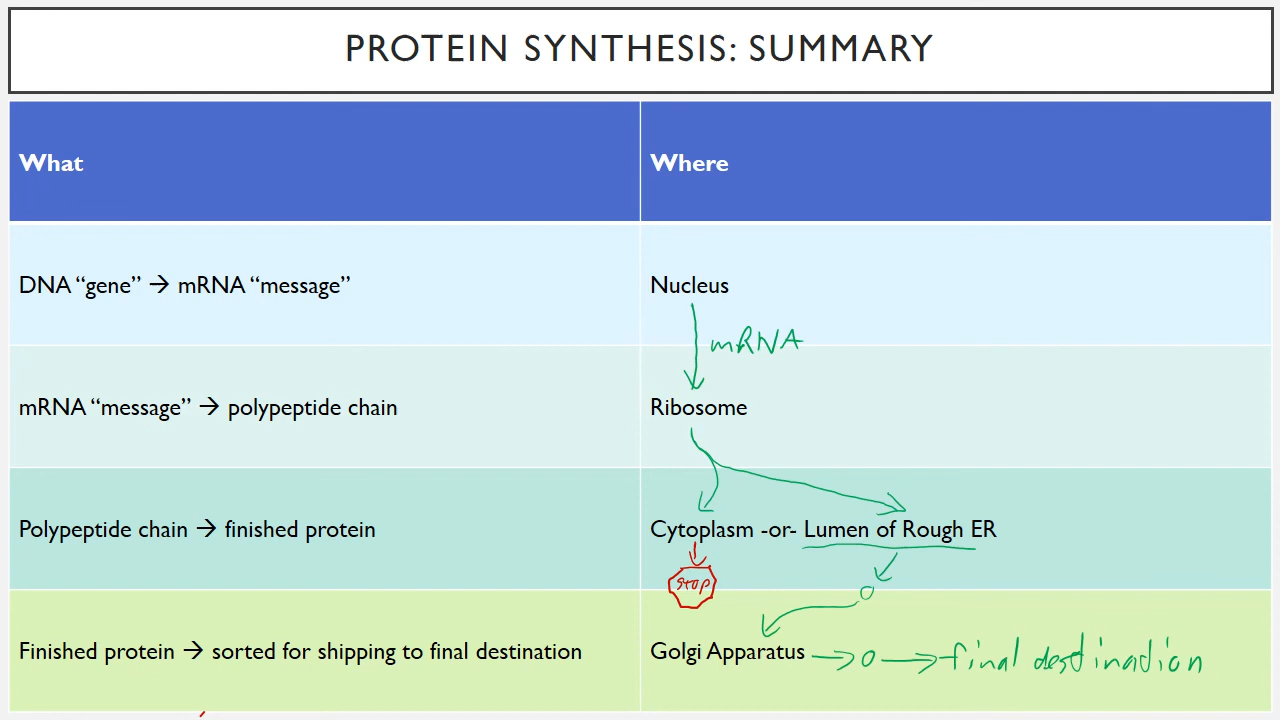 PROTEIN SYNTHESIS: SUMMARY
What
Where
DNA “gene” → mRNA “message”
Nucleus
mRNA
mRNA “message” → polypeptide chain
Ribosome
Polypeptide chain → finished protein
Cytoplasm -or- Lumen of Rough ER
stop
Finished protein → sorted for shipping to final destination
Golgi Apparatus → o → final destination